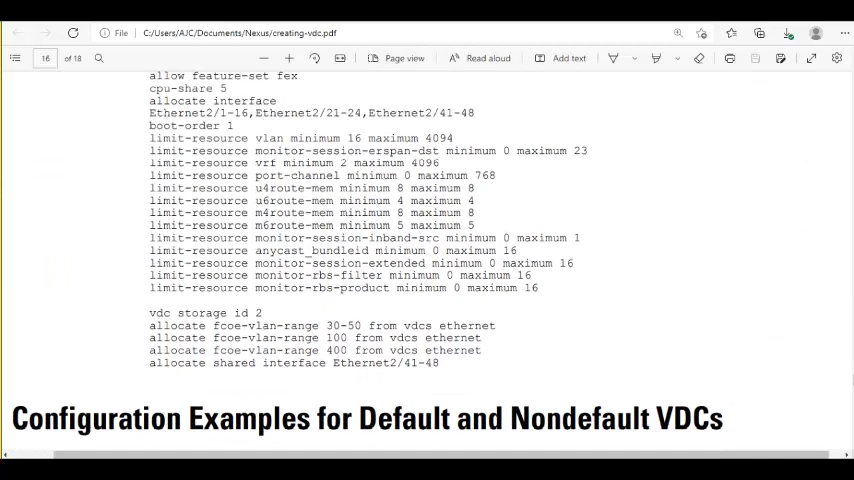 File
C:/Users/AJC/Documents/Nexus/creating-vdc.pdf
16 of 18
Page view
Read aloud
Add text
allow feature-set fex
cpu-share 5
allocate interface
Ethernet2/1-16,Ethernet2/21-24,Ethernet2/41-48
boot-order 1
limit-resource vlan minimum 16 maximum 4094
limit-resource monitor-session-erspan-dst minimum 0 maximum 23
limit-resource vrf minimum 2 maximum 4096
limit-resource port-channel minimum 0 maximum 768
limit-resource u4route-mem minimum 8 maximum 8
limit-resource u6route-mem minimum 4 maximum 4
limit-resource m4route-mem minimum 8 maximum 8
limit-resource m6route-mem minimum 5 maximum 5
limit-resource monitor-session-inband-src minimum 0 maximum 1
limit-resource anycast_bundleid minimum 0 maximum 16
limit-resource monitor-session-extended minimum 0 maximum 16
limit-resource monitor-rbs-filter minimum 0 maximum 16
limit-resource monitor-rbs-product minimum 0 maximum 16
vdc storage id 2
allocate fcoe-vlan-range 30-50 from vdcs ethernet
allocate fcoe-vlan-range 100 from vdcs ethernet
allocate fcoe-vlan-range 400 from vdcs ethernet
allocate shared interface Ethernet2/41-48
Configuration Examples for Default and Nondefault VDCs